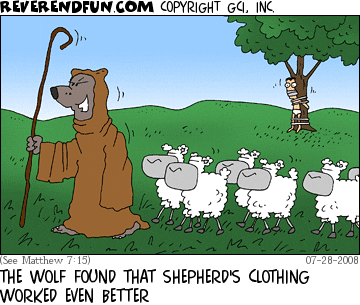 REVERENDFUN.COM COPYRIGHT GCI, INC.
(See Matthew 7:15) 07-28-2008
THE WOLF FOUND THAT SHEPHERD'S CLOTHING
WORKED EVEN BETTER